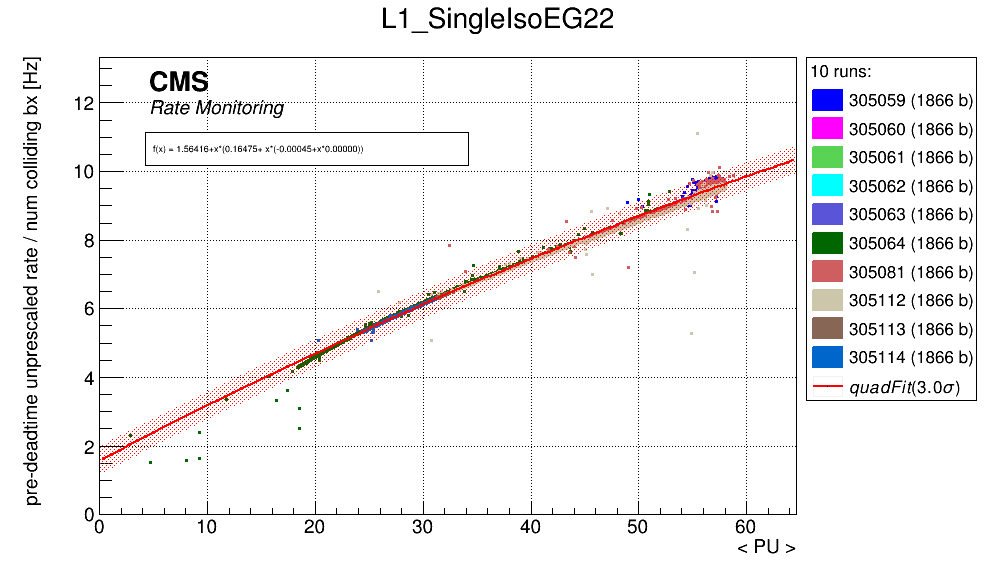 L1_SingleIsoEG22
pre-deadtime unprescaled rate / num colliding bx [Hz]
CMS
Rate Monitoring
f(x) = 1.56416+x*(0.16475+ x*(-0.00045+x*0.00000))
12
10
8
6
4
2
0
0 10 20 30 40 50 60
< PU >
10 runs:
305059 (1866 b)
305060 (1866 b)
305061 (1866 b)
305062 (1866 b)
305063 (1866 b)
305064 (1866 b)
305081 (1866 b)
305112 (1866 b)
305113 (1866 b)
305114 (1866 b)
quadFit(3.0σ)